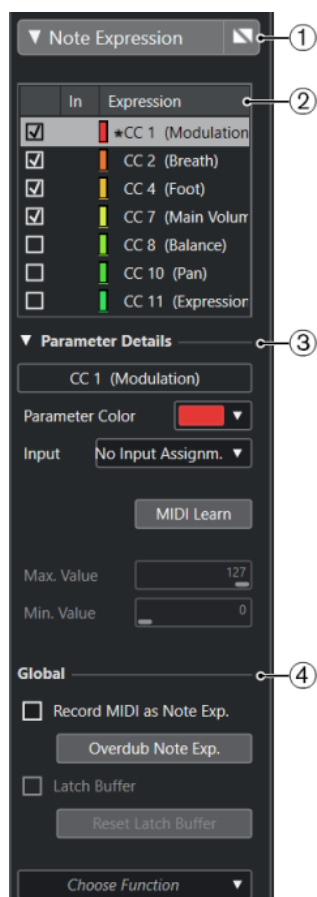 ▼ Note Expression ①
In Expression ②
★CC 1 (Modulation
CC 2 (Breath)
CC 4 (Foot)
CC 7 (Main Volum
CC 8 (Balance)
CC 10 (Pan)
CC 11 (Expression
▼ Parameter Details ③
CC 1 (Modulation)
Parameter Color ▼
Input No Input Assignm. ▼
MIDI Learn
Max. Value 127
Min. Value 0
Global ④
Record MIDI as Note Exp.
Overdub Note Exp.
Latch Buffer
Reset Latch Buffer
Choose Function ▼